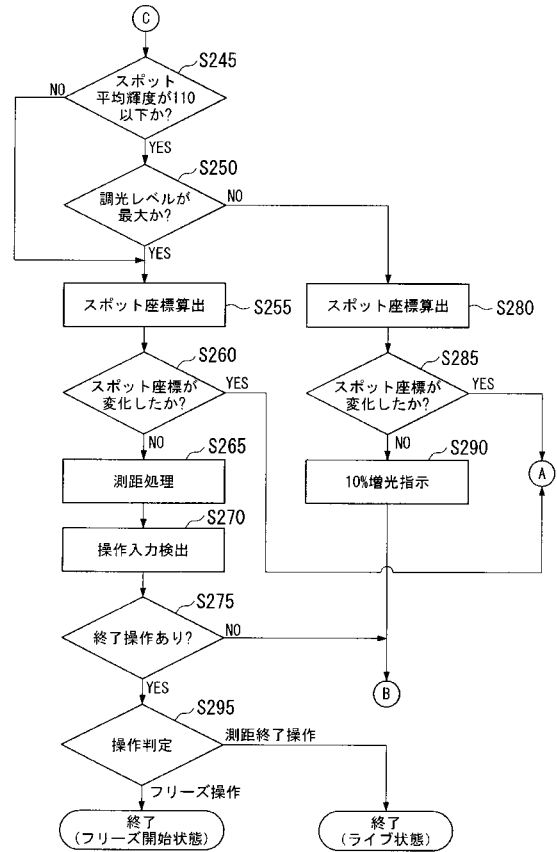 C
S245
スポット
平均輝度が110
以下か?
NO
YES
S250
調光レベルが
最大か?
NO
YES
スポット座標算出
S255
スポット座標算出
S280
S260
スポット座標が
変化したか?
YES
NO
S285
スポット座標が
変化したか?
YES
NO
S265
測距処理
S290
10%増光指示
A
S270
操作入力検出
S275
終了操作あり?
NO
YES
B
S295
操作判定
測距終了操作
フリーズ操作
終了
(フリーズ開始状態)
終了
(ライブ状態)